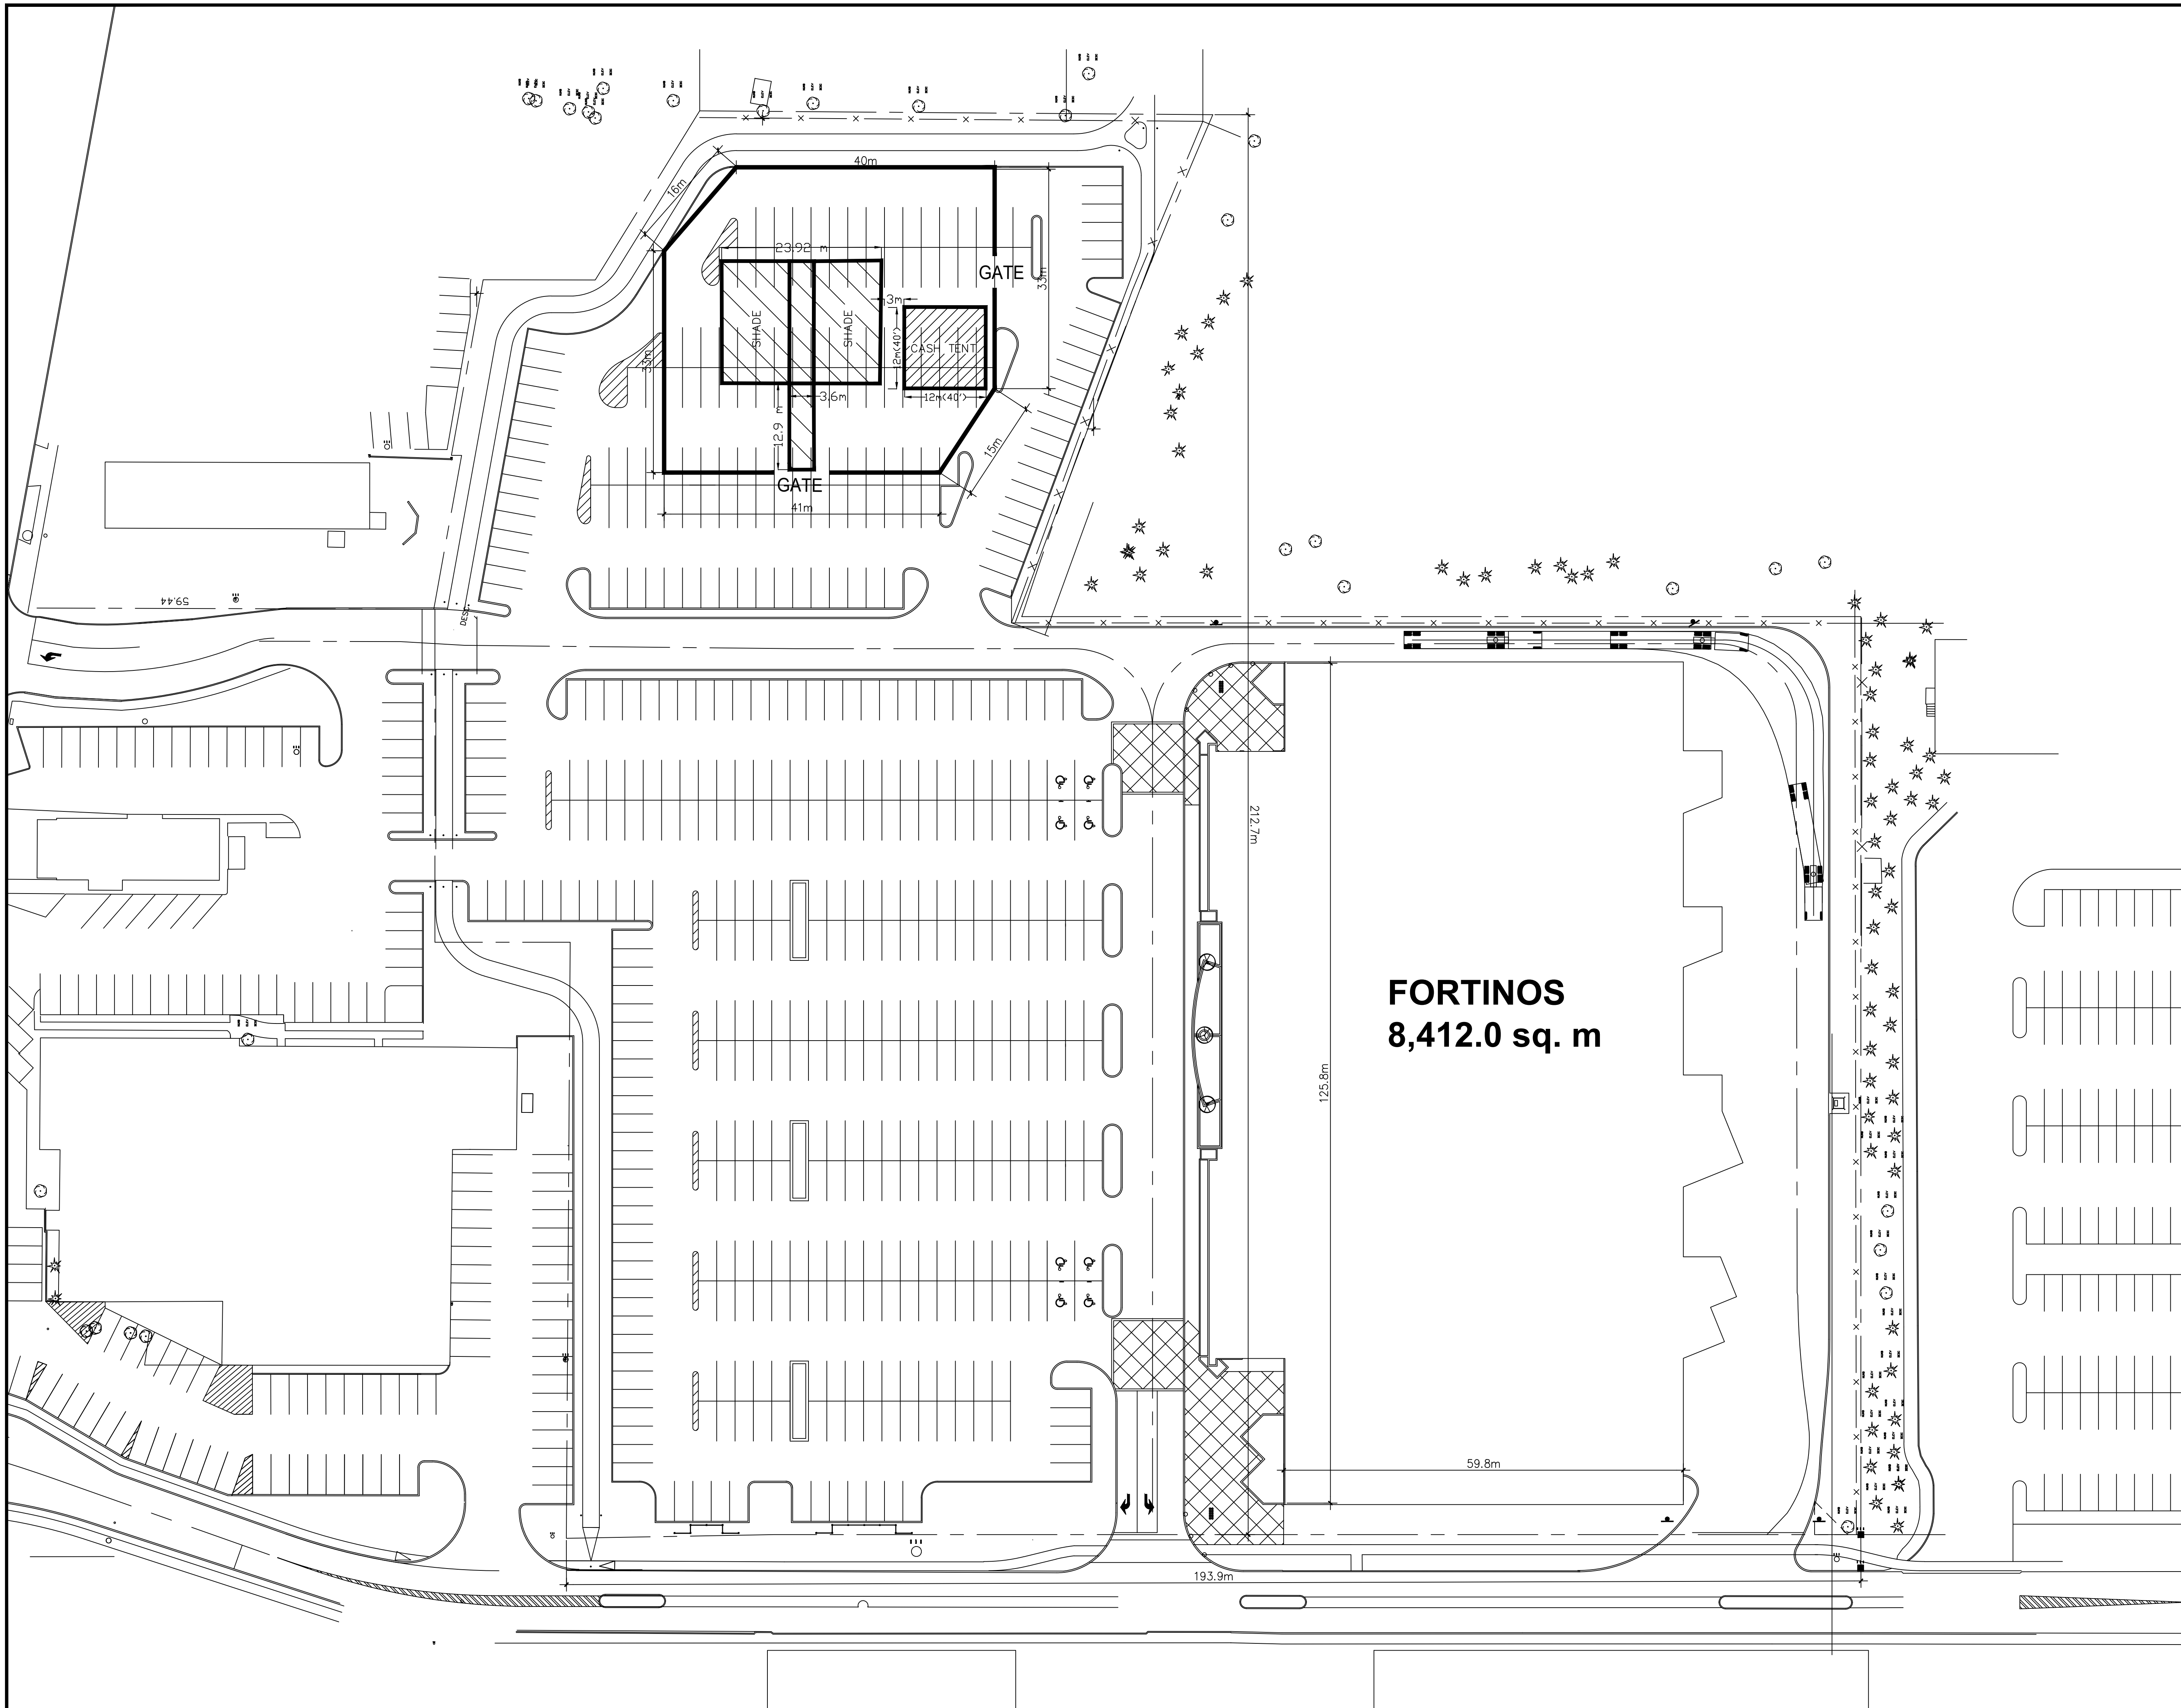 40m
16m
23.92 m
GATE
33m
3m
SHADE
SHADE
12m(40')
CASH TENT
33m
3.6m
12m(40')
12.9 m
15m
GATE
41m
59.44
DESC.
212.7m
FORTINOS
8,412.0 sq. m
125.8m
59.8m
193.9m